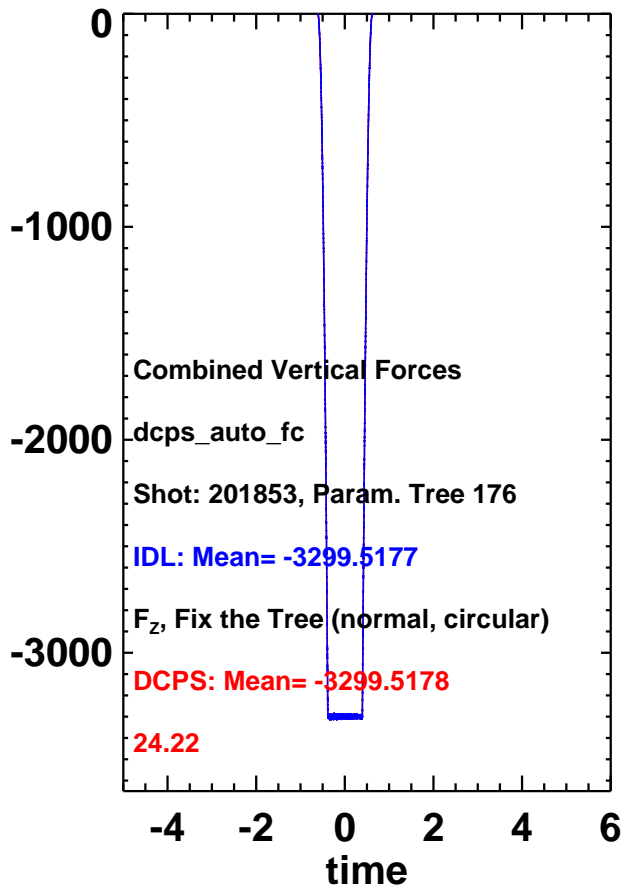 0
-1000
Combined Vertical Forces
-2000
dcps_auto_fc
Shot: 201853, Param. Tree 176
IDL: Mean= -3299.5177
F_Z, Fix the Tree (normal, circular)
-3000
DCPS: Mean= -3299.5178
24.22
-4 -2 0 2 4 6
time